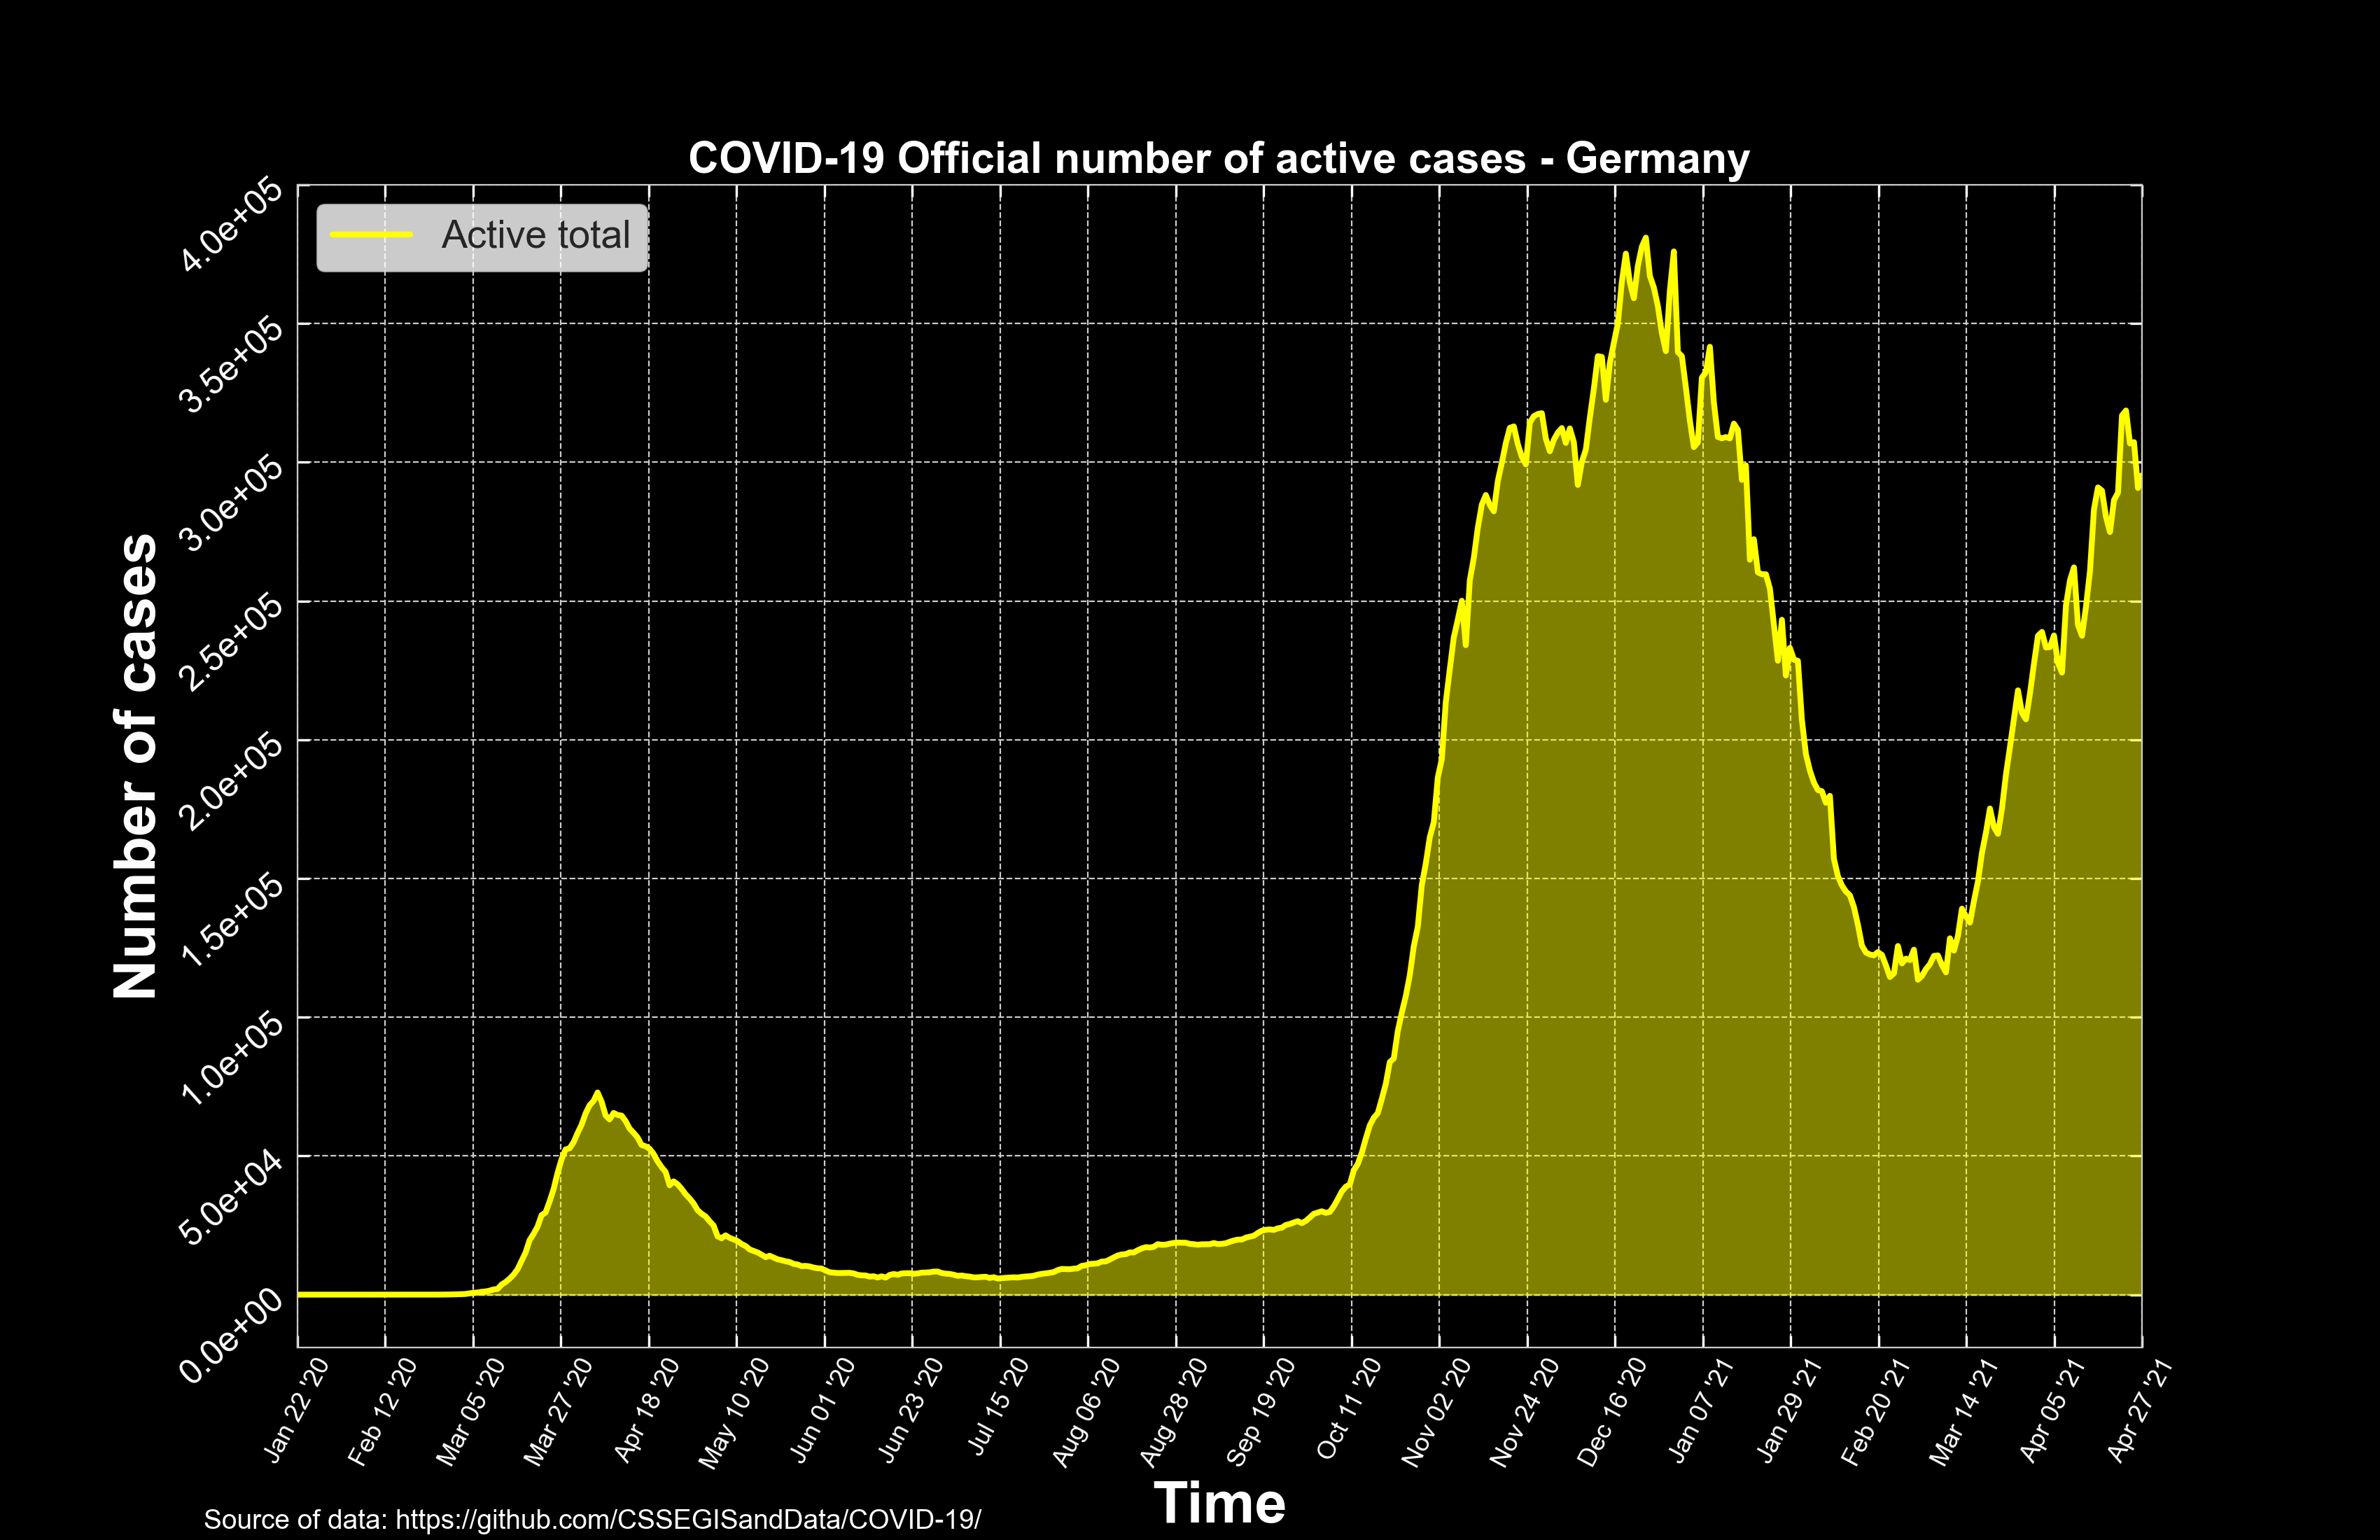 COVID-19 Official number of active cases - Germany
Active total
Number of cases
4.0e+05
3.5e+05
3.0e+05
2.5e+05
2.0e+05
1.5e+05
1.0e+05
5.0e+04
0.0e+00
Jan 22 '20
Feb 12 '20
Mar 05 '20
Mar 27 '20
Apr 18 '20
May 10 '20
Jun 01 '20
Jun 23 '20
Jul 15 '20
Aug 06 '20
Aug 28 '20
Sep 19 '20
Oct 11 '20
Nov 02 '20
Nov 24 '20
Dec 16 '20
Jan 07 '21
Jan 29 '21
Feb 20 '21
Mar 14 '21
Apr 05 '21
Apr 27 '21
Time
Source of data: https://github.com/CSSEGISandData/COVID-19/